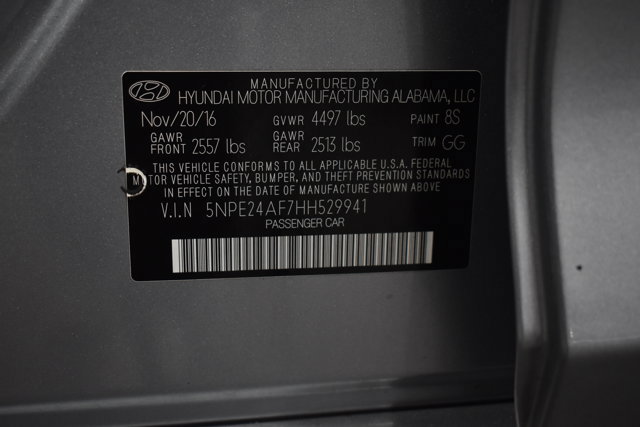 MANUFACTURED BY
HYUNDAI MOTOR MANUFACTURING ALABAMA, LLC
Nov/20/16 GVWR 4497 lbs PAINT 8S
GAWR FRONT 2557 lbs GAWR REAR 2513 lbs TRIM GG
THIS VEHICLE CONFORMS TO ALL APPLICABLE U.S.A. FEDERAL
MOTOR VEHICLE SAFETY, BUMPER, AND THEFT PREVENTION STANDARDS
IN EFFECT ON THE DATE OF MANUFACTURE SHOWN ABOVE.
V.I.N 5NPE24AF7HH529941
PASSENGER CAR